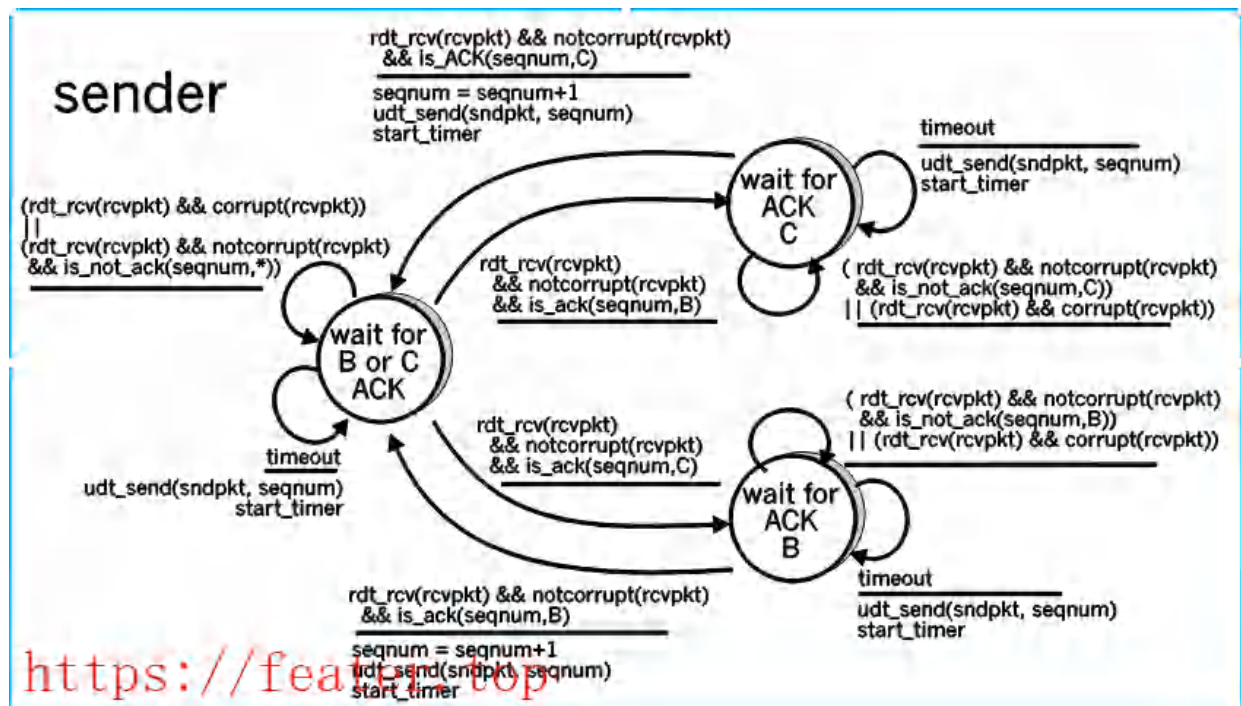 sender
rdt_rcv(rcvpkt) && notcorrupt(rcvpkt)
&& is_ACK(seqnum,C)
seqnum = seqnum+1
udt_send(sndpkt, seqnum)
start_timer
timeout
udt_send(sndpkt, seqnum)
start_timer
wait for
ACK
C
(rdt_rcv(rcvpkt) && corrupt(rcvpkt))
||
(rdt_rcv(rcvpkt) && notcorrupt(rcvpkt)
&& is_not_ack(seqnum,*))
rdt_rcv(rcvpkt)
&& notcorrupt(rcvpkt)
&& is_ack(seqnum,B)
( rdt_rcv(rcvpkt) && notcorrupt(rcvpkt)
&& is_not_ack(seqnum,C))
|| (rdt_rcv(rcvpkt) && corrupt(rcvpkt))
wait for
B or C
ACK
timeout
udt_send(sndpkt, seqnum)
start_timer
rdt_rcv(rcvpkt)
&& notcorrupt(rcvpkt)
&& is_ack(seqnum,C)
( rdt_rcv(rcvpkt) && notcorrupt(rcvpkt)
&& is_not_ack(seqnum,B))
|| (rdt_rcv(rcvpkt) && corrupt(rcvpkt))
wait for
ACK
B
timeout
udt_send(sndpkt, seqnum)
start_timer
rdt_rcv(rcvpkt) && notcorrupt(rcvpkt)
&& is_ack(seqnum,B)
seqnum = seqnum+1
udt_send(sndpkt, seqnum)
start_timer
https://feater.top